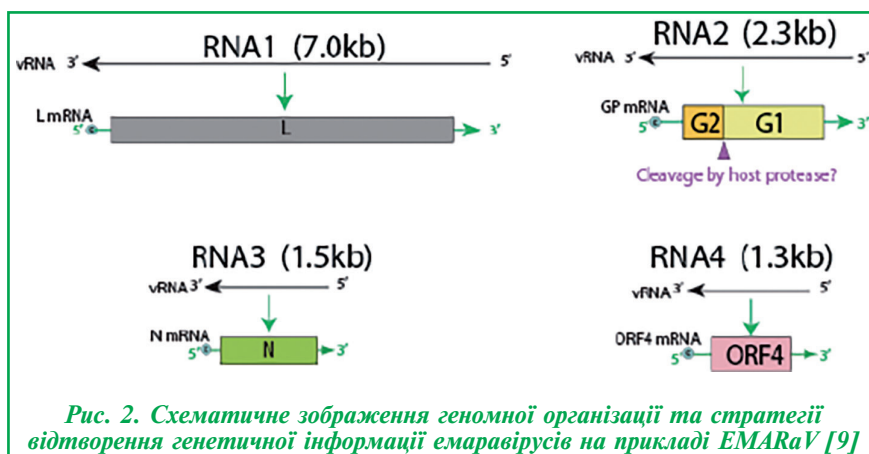 RNA1 (7.0kb)
vRNA 3′ 5′
L mRNA
5′ c L 3′
RNA2 (2.3kb)
vRNA 3′ 5′
GP mRNA
5′ c G2 G1 3′
Cleavage by host protease?
RNA3 (1.5kb)
vRNA 3′ 5′
N mRNA
5′ c N 3′
RNA4 (1.3kb)
vRNA 3′ 5′
ORF4 mRNA
5′ c ORF4 3′
Рис. 2. Схематичне зображення геномної організації та стратегії
відтворення генетичної інформації емаравірусів на прикладі EMARaV [9]